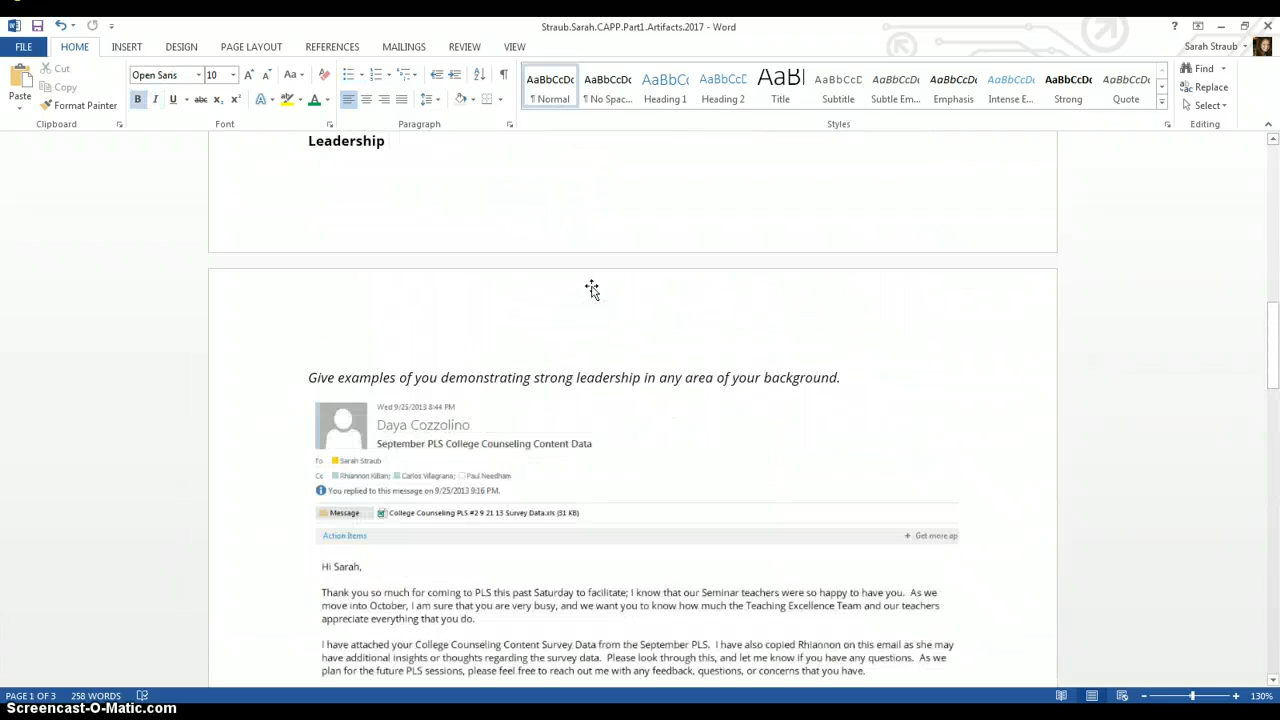 Straub.Sarah.CAPP.Part1.Artifacts.2017 - Word
FILE HOME INSERT DESIGN PAGE LAYOUT REFERENCES MAILINGS REVIEW VIEW Sarah Straub
Paste Cut Copy Format Painter
Open Sans 10
AaBbCcDc AaBbCcDc AaBbCc AaBbCcD AaBl AaBbCcD AaBbCcDc AaBbCcDc AaBbCcDc AaBbCcDc AaBbCcDc
¶ Normal ¶ No Spac... Heading 1 Heading 2 Title Subtitle Subtle Em... Emphasis Intense E... Strong Quote
Find Replace Select
Clipboard Font Paragraph Styles Editing
Leadership
Give examples of you demonstrating strong leadership in any area of your background.
Wed 9/25/2013 8:44 PM
Daya Cozzolino
September PLS College Counseling Content Data
To Sarah Straub
Cc Rhiannon Killian; Carlos Villagrana; Paul Needham
You replied to this message on 9/25/2013 9:16 PM.
Message College Counseling PLS #2 9 21 13 Survey Data.xls (31 KB)
Action Items + Get more ap
Hi Sarah,
Thank you so much for coming to PLS this past Saturday to facilitate; I know that our Seminar teachers were so happy to have you. As we
move into October, I am sure that you are very busy, and we want you to know how much the Teaching Excellence Team and our teachers
appreciate everything that you do.
I have attached your College Counseling Content Survey Data from the September PLS. I have also copied Rhiannon on this email as she may
have additional insights or thoughts regarding the survey data. Please look through this, and let me know if you have any questions. As we
plan for the future PLS sessions, please feel free to reach out me with any feedback, questions, or concerns that you have.
PAGE 1 OF 3 258 WORDS 130%
Screencast-O-Matic.com